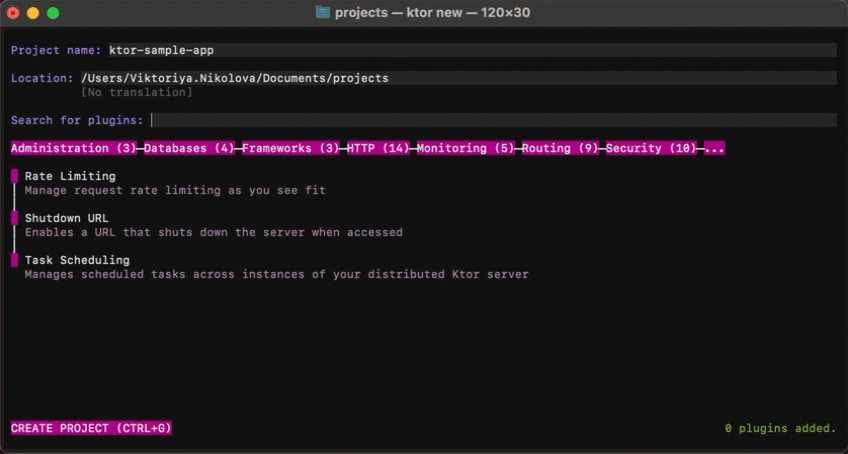 projects — ktor new — 120×30
Project name: ktor-sample-app
Location: /Users/Viktoriya.Nikolova/Documents/projects
[No translation]
Search for plugins:
Administration (3)—Databases (4)—Frameworks (3)—HTTP (14)—Monitoring (5)—Routing (9)—Security (10)—...
Rate Limiting
Manage request rate limiting as you see fit
Shutdown URL
Enables a URL that shuts down the server when accessed
Task Scheduling
Manages scheduled tasks across instances of your distributed Ktor server
CREATE PROJECT (CTRL+G) 0 plugins added.